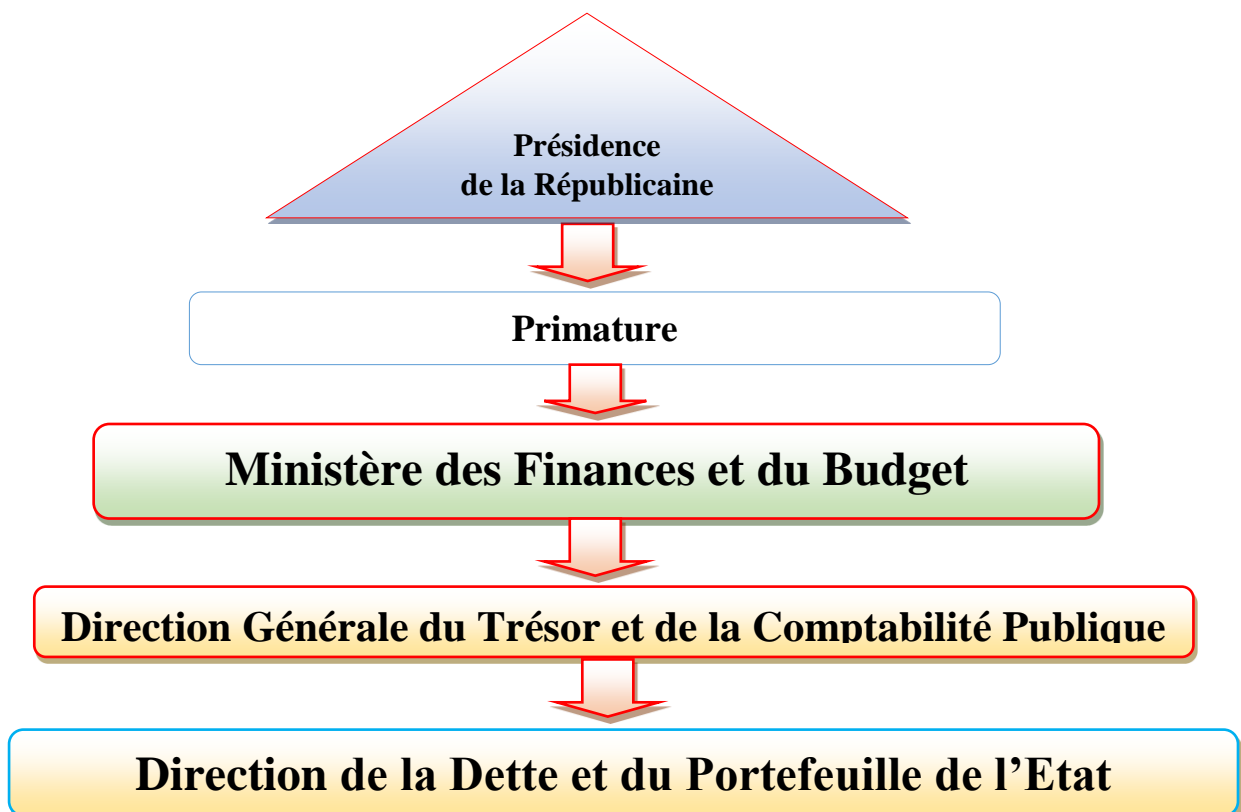 Présidence
de la Républicaine
Primature
Ministère des Finances et du Budget
Direction Générale du Trésor et de la Comptabilité Publique
Direction de la Dette et du Portefeuille de l’Etat